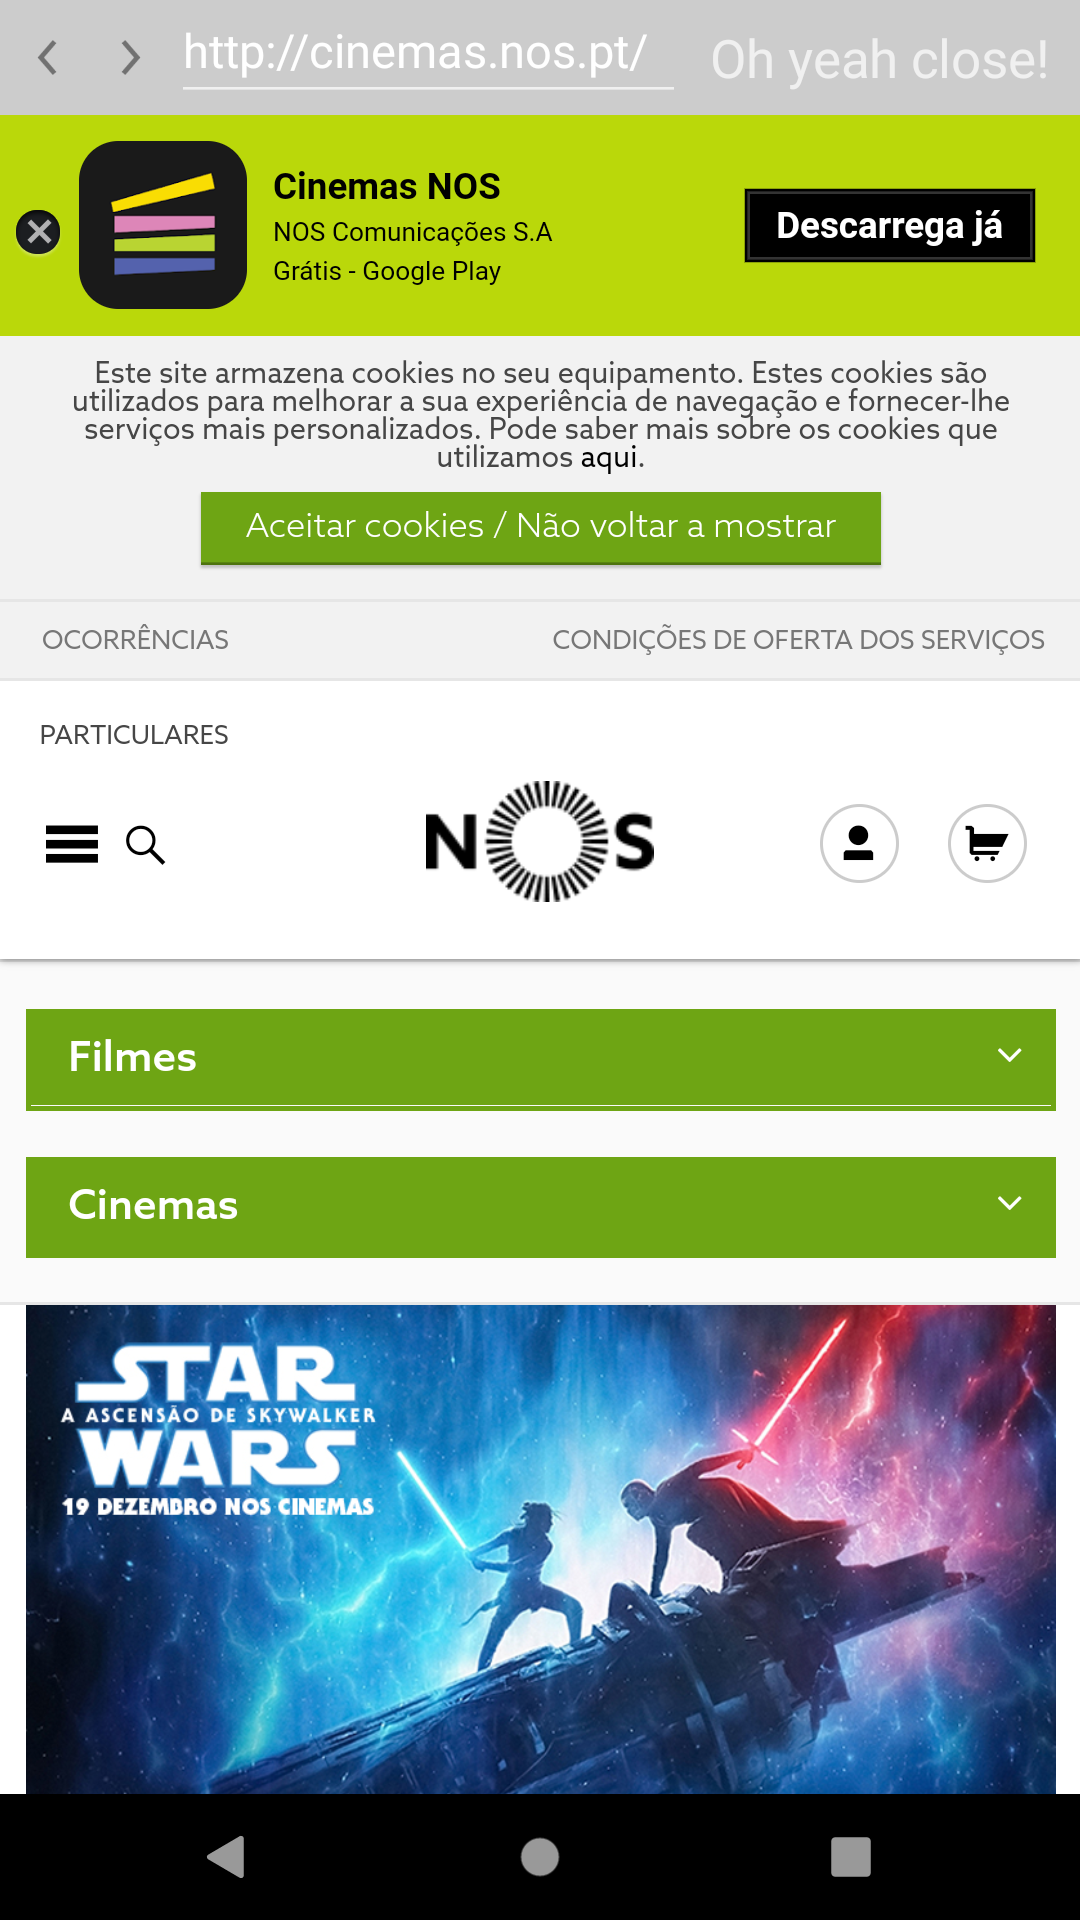 http://cinemas.nos.pt/
Oh yeah close!
Cinemas NOS
NOS Comunicações S.A
Grátis - Google Play
Descarrega já
Este site armazena cookies no seu equipamento. Estes cookies são
utilizados para melhorar a sua experiência de navegação e fornecer-lhe
serviços mais personalizados. Pode saber mais sobre os cookies que
utilizamos aqui.
Aceitar cookies / Não voltar a mostrar
OCORRÊNCIAS
CONDIÇÕES DE OFERTA DOS SERVIÇOS
PARTICULARES
NOS
Filmes
Cinemas
STAR
A ASCENSÃO DE SKYWALKER
WARS
19 DEZEMBRO NOS CINEMAS